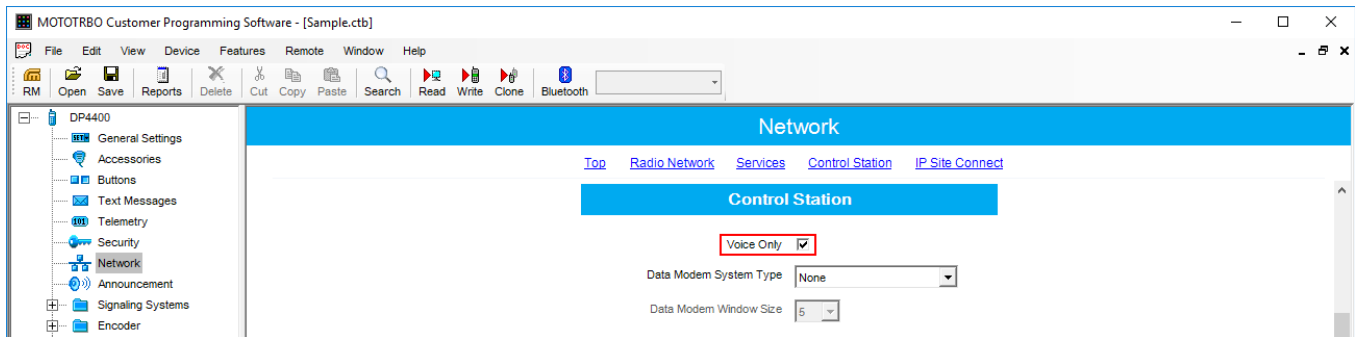 MOTOTRBO Customer Programming Software - [Sample.ctb]
File Edit View Device Features Remote Window Help
RM Open Save Reports Delete Cut Copy Paste Search Read Write Clone Bluetooth
DP4400
General Settings
Accessories
Buttons
Text Messages
Telemetry
Security
Network
Announcement
Signaling Systems
Encoder
Network
Top Radio Network Services Control Station IP Site Connect
Control Station
Voice Only
Data Modem System Type None
Data Modem Window Size 5